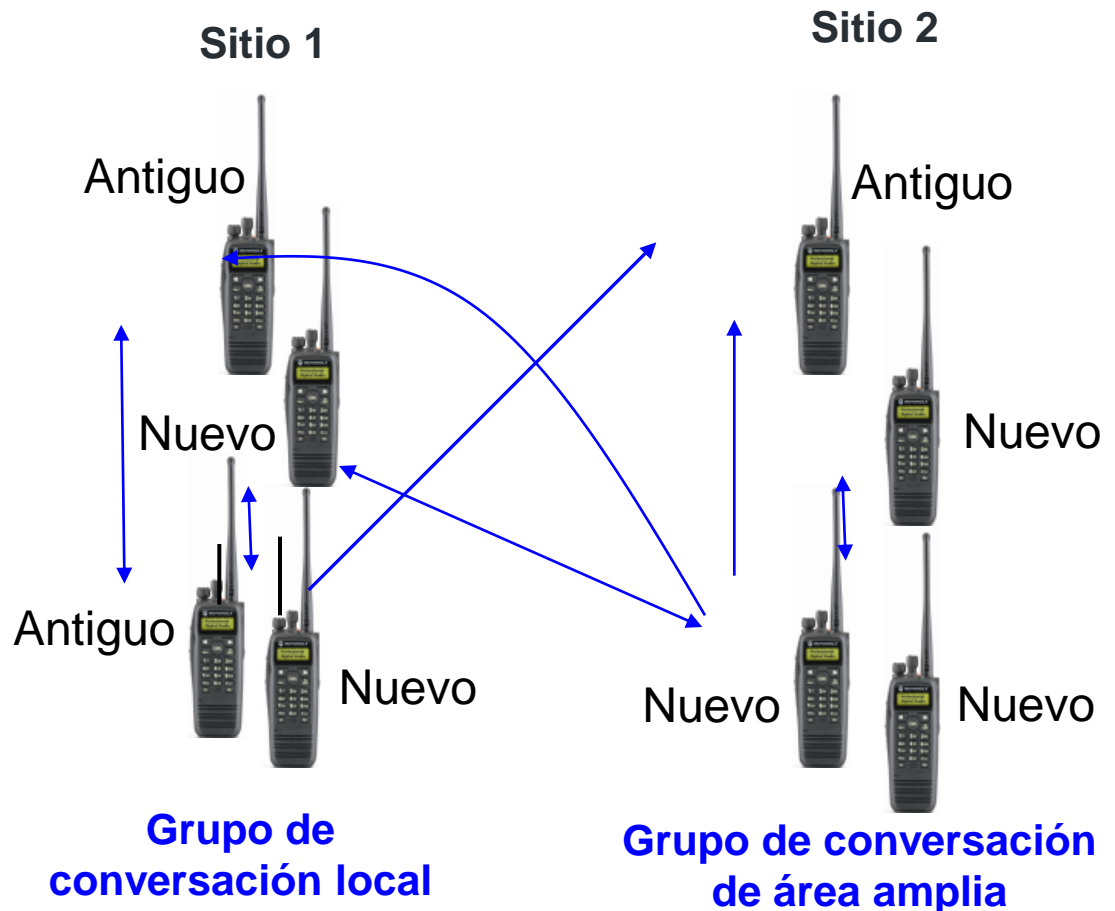 Sitio 1
Sitio 2
Antiguo
Antiguo
Nuevo
Nuevo
Antiguo
Nuevo
Nuevo
Nuevo
Grupo de
conversación local
Grupo de conversación
de área amplia